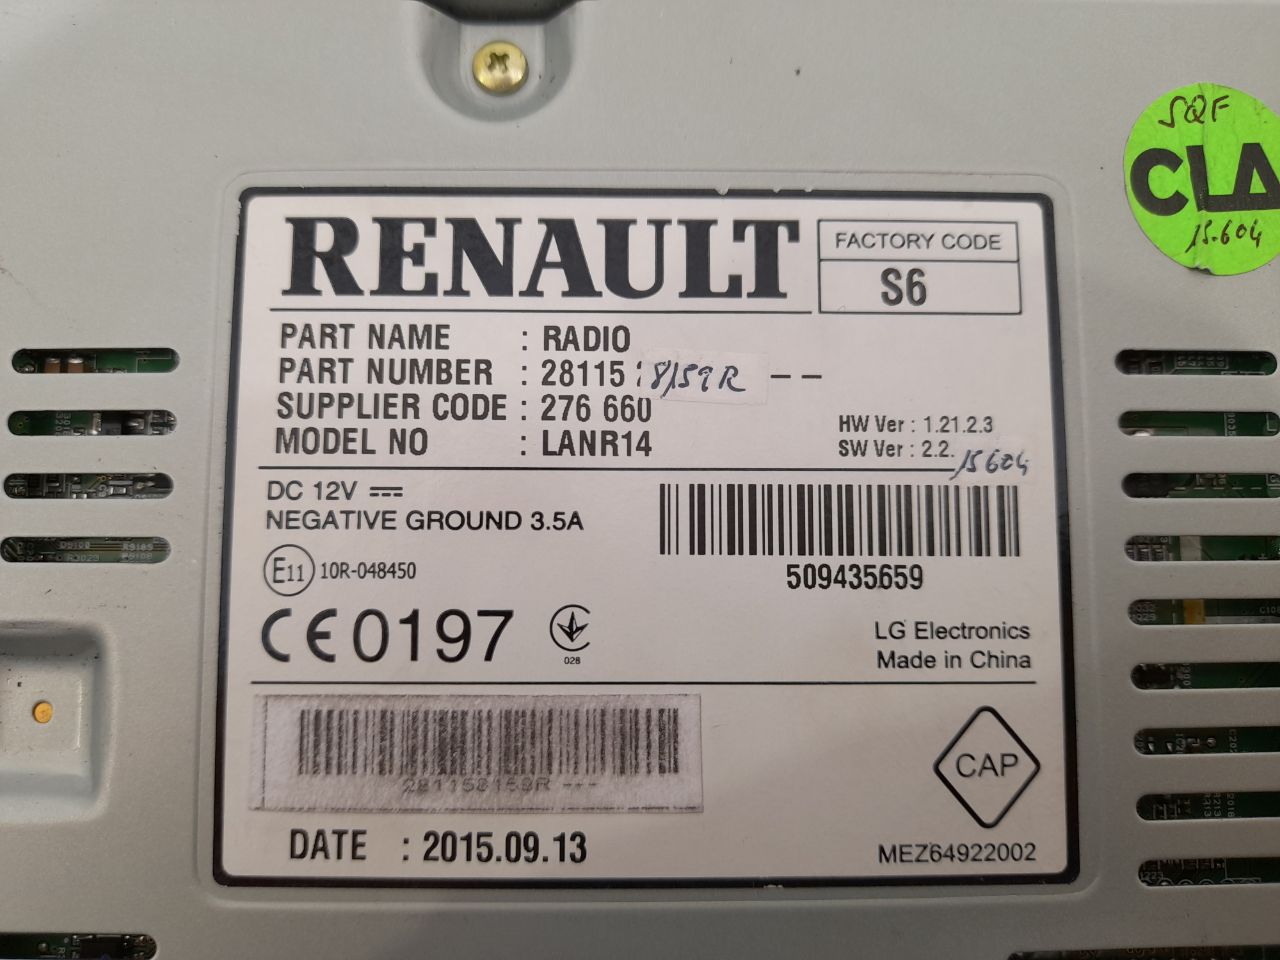 SQF
CLA
15.604
RENAULT
FACTORY CODE
S6
PART NAME : RADIO
PART NUMBER : 28115 8159R --
SUPPLIER CODE : 276 660
MODEL NO : LANR14
HW Ver : 1.21.2.3
SW Ver : 2.2. 15604
DC 12V
NEGATIVE GROUND 3.5A
509435659
E11 10R-048450
CE0197
028
LG Electronics
Made in China
281158159R ---
CAP
DATE : 2015.09.13
MEZ64922002